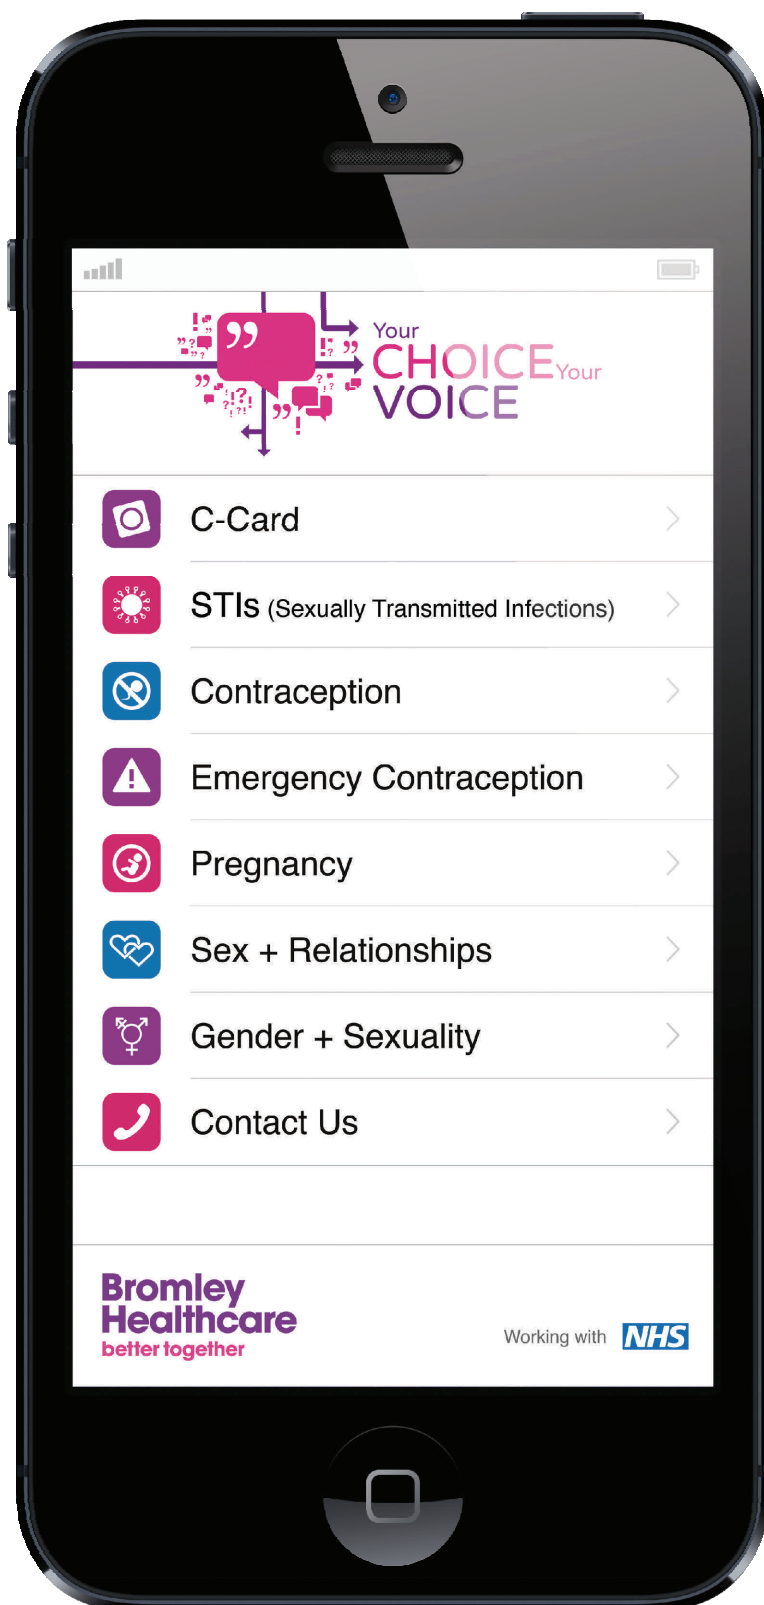 Your
CHOICE Your
VOICE
C-Card
STIs (Sexually Transmitted Infections)
Contraception
Emergency Contraception
Pregnancy
Sex + Relationships
Gender + Sexuality
Contact Us
Bromley
Healthcare
better together
Working with NHS